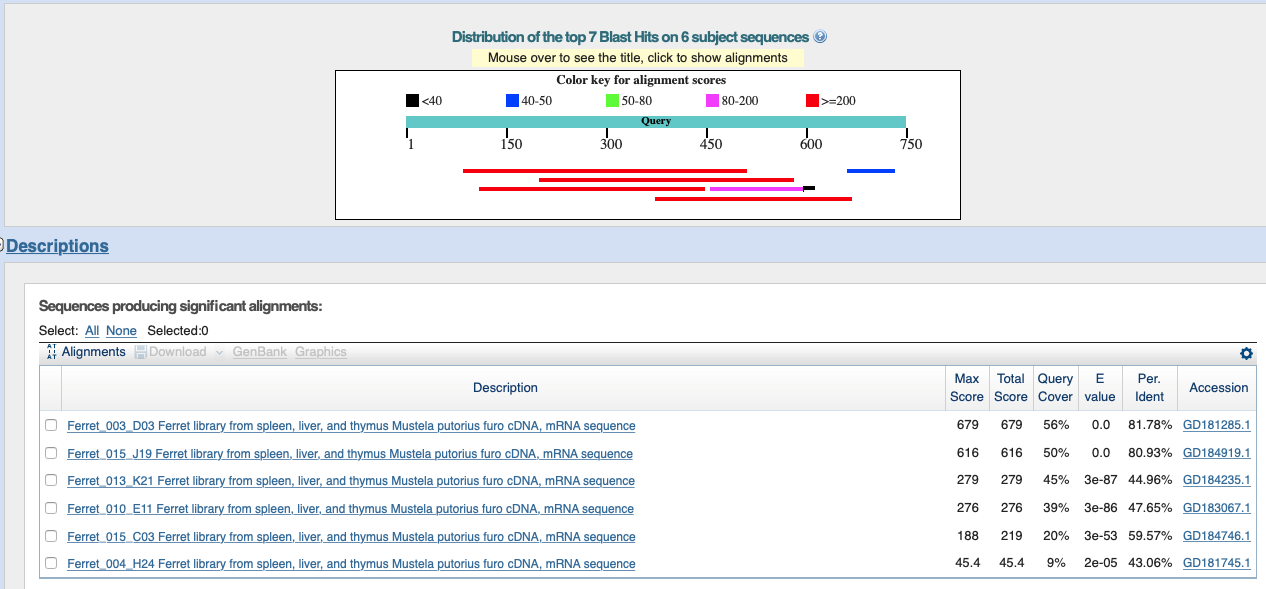 Distribution of the top 7 Blast Hits on 6 subject sequences ?
Mouse over to see the title, click to show alignments
Color key for alignment scores
<40 40-50 50-80 80-200 >=200
Query
1 150 300 450 600 750
Descriptions
Sequences producing significant alignments:
Select: All None Selected:0
AT AT Alignments Download GenBank Graphics
Description Max Score Total Score Query Cover E value Per. Ident Accession
Ferret_003_D03 Ferret library from spleen, liver, and thymus Mustela putorius furo cDNA, mRNA sequence 679 679 56% 0.0 81.78% GD181285.1
Ferret_015_J19 Ferret library from spleen, liver, and thymus Mustela putorius furo cDNA, mRNA sequence 616 616 50% 0.0 80.93% GD184919.1
Ferret_013_K21 Ferret library from spleen, liver, and thymus Mustela putorius furo cDNA, mRNA sequence 279 279 45% 3e-87 44.96% GD184235.1
Ferret_010_E11 Ferret library from spleen, liver, and thymus Mustela putorius furo cDNA, mRNA sequence 276 276 39% 3e-86 47.65% GD183067.1
Ferret_015_C03 Ferret library from spleen, liver, and thymus Mustela putorius furo cDNA, mRNA sequence 188 219 20% 3e-53 59.57% GD184746.1
Ferret_004_H24 Ferret library from spleen, liver, and thymus Mustela putorius furo cDNA, mRNA sequence 45.4 45.4 9% 2e-05 43.06% GD181745.1